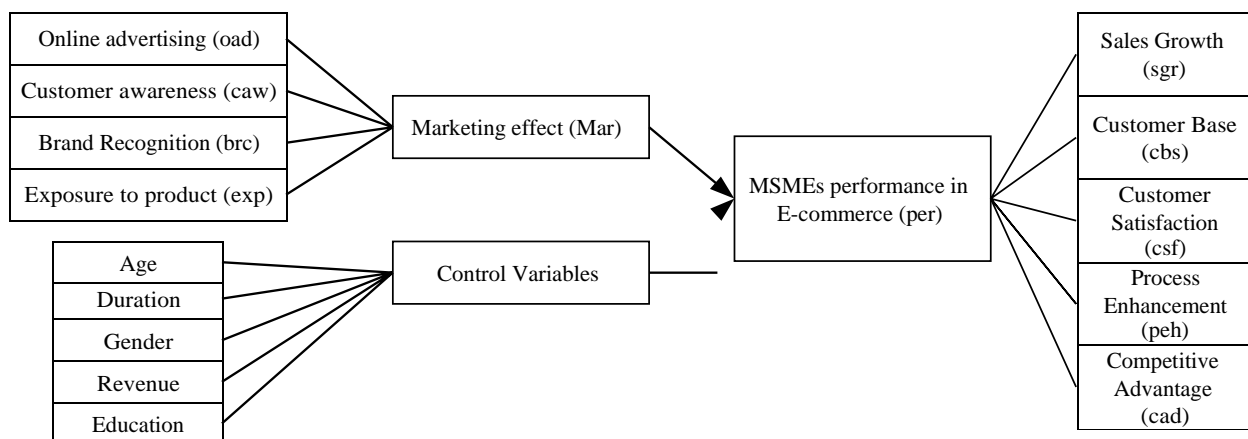 Online advertising (oad)
Customer awareness (caw)
Brand Recognition (brc)
Exposure to product (exp)
Marketing effect (Mar)
Age
Duration
Gender
Revenue
Education
Control Variables
MSMEs performance in
E-commerce (per)
Sales Growth
(sgr)
Customer Base
(cbs)
Customer
Satisfaction
(csf)
Process
Enhancement
(peh)
Competitive
Advantage
(cad)